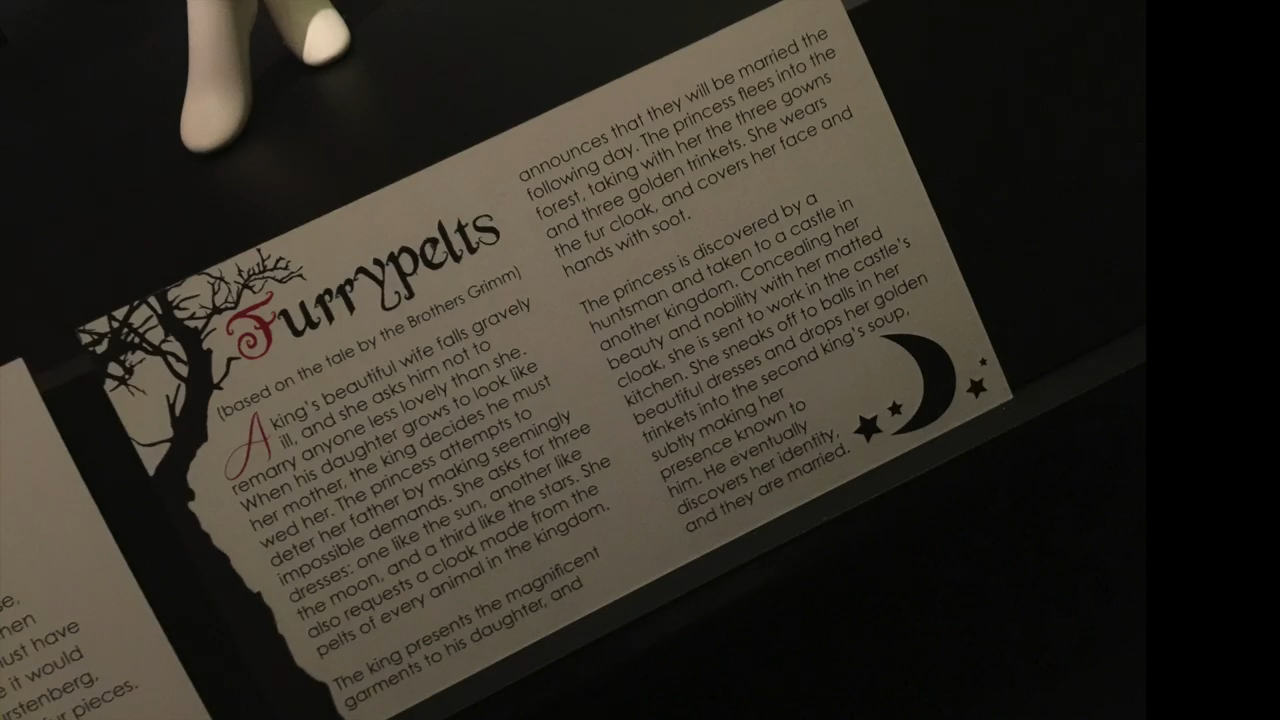 Furrypelts
(based on the tale by the Brothers Grimm)
A king's beautiful wife falls gravely
ill, and she asks him not to
remarry anyone less lovely than she.
When his daughter grows to look like
her mother, the king decides he must
wed her. The princess attempts to
deter her father by making seemingly
impossible demands. She asks for three
dresses: one like the sun, another like
the moon, and a third like the stars. She
also requests a cloak made from the
pelts of every animal in the kingdom.
The king presents the magnificent
garments to his daughter, and
announces that they will be married the
following day. The princess flees into the
forest, taking with her the three gowns
and three golden trinkets. She wears
the fur cloak, and covers her face and
hands with soot.
The princess is discovered by a
huntsman and taken to a castle in
another kingdom. Concealing her
beauty and nobility with her matted
cloak, she is sent to work in the castle's
kitchen. She sneaks off to balls in her
beautiful dresses and drops her golden
trinkets into the second king's soup,
subtly making her
presence known to
him. He eventually
discovers her identity,
and they are married.
have
it would
pieces.